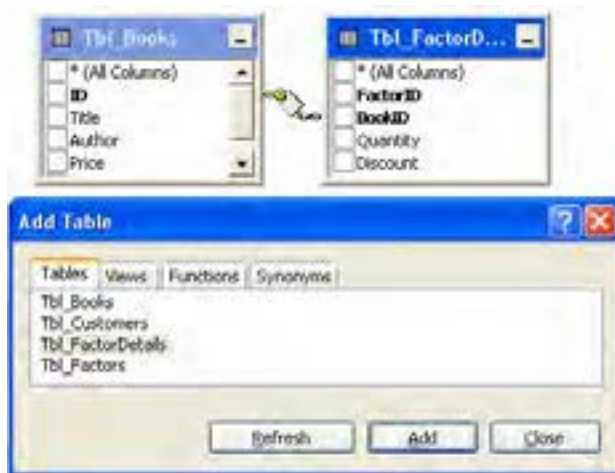 Tbl_Books
* (All Columns)
ID
Title
Author
Price
Tbl_FactorD...
* (All Columns)
FactorID
BookID
Quantity
Discount
Add Table
Tables Views Functions Synonyms
Tbl_Books
Tbl_Customers
Tbl_FactorDetails
Tbl_Factors
Refresh Add Close